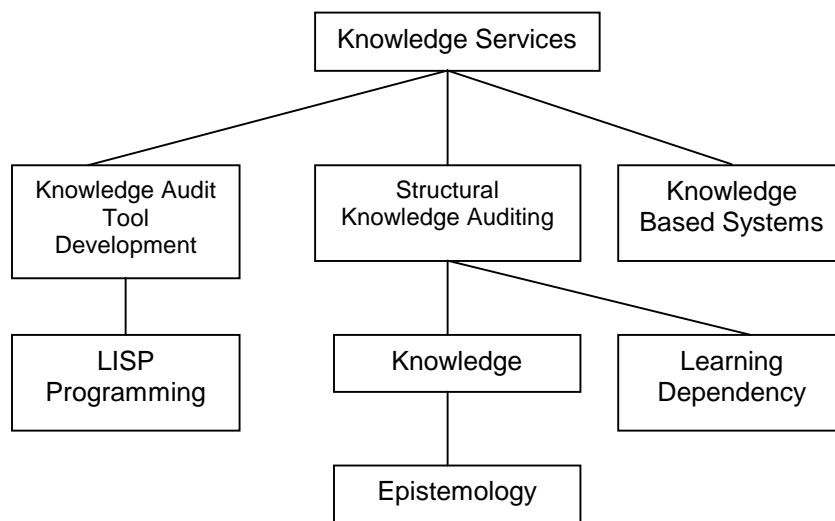 Knowledge Services
Knowledge Audit
Tool
Development
Structural
Knowledge Auditing
Knowledge
Based Systems
LISP
Programming
Knowledge
Learning
Dependency
Epistemology